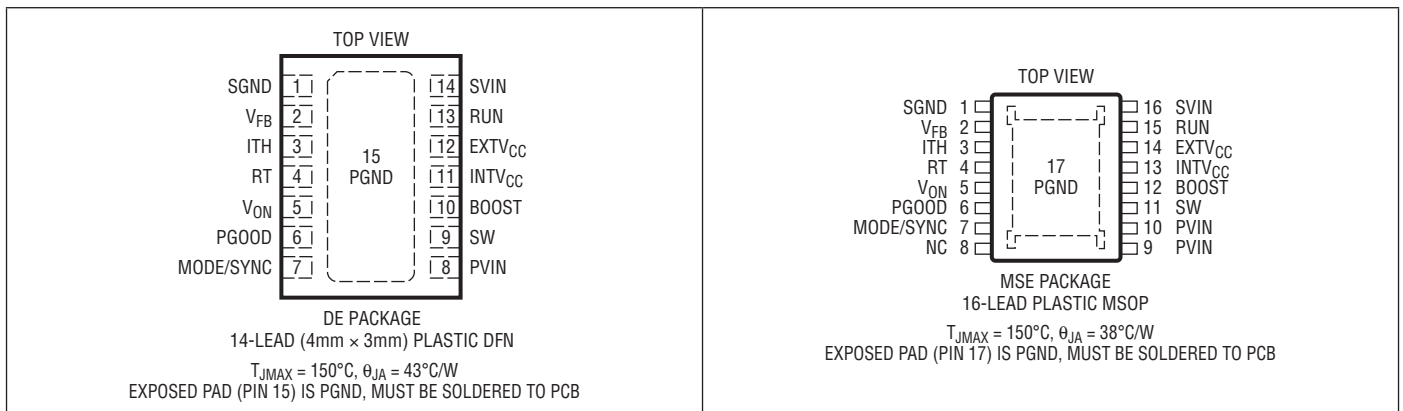 TOP VIEW
SGND 1
V_FB 2
ITH 3
RT 4
V_ON 5
PGOOD 6
MODE/SYNC 7
14 SVIN
13 RUN
12 EXTV_CC
11 INTV_CC
10 BOOST
9 SW
8 PVIN
15
PGND
DE PACKAGE
14-LEAD (4mm × 3mm) PLASTIC DFN
T_JMAX = 150°C, θ_JA = 43°C/W
EXPOSED PAD (PIN 15) IS PGND, MUST BE SOLDERED TO PCB
TOP VIEW
SGND 1
V_FB 2
ITH 3
RT 4
V_ON 5
PGOOD 6
MODE/SYNC 7
NC 8
16 SVIN
15 RUN
14 EXTV_CC
13 INTV_CC
12 BOOST
11 SW
10 PVIN
9 PVIN
17
PGND
MSE PACKAGE
16-LEAD PLASTIC MSOP
T_JMAX = 150°C, θ_JA = 38°C/W
EXPOSED PAD (PIN 17) IS PGND, MUST BE SOLDERED TO PCB